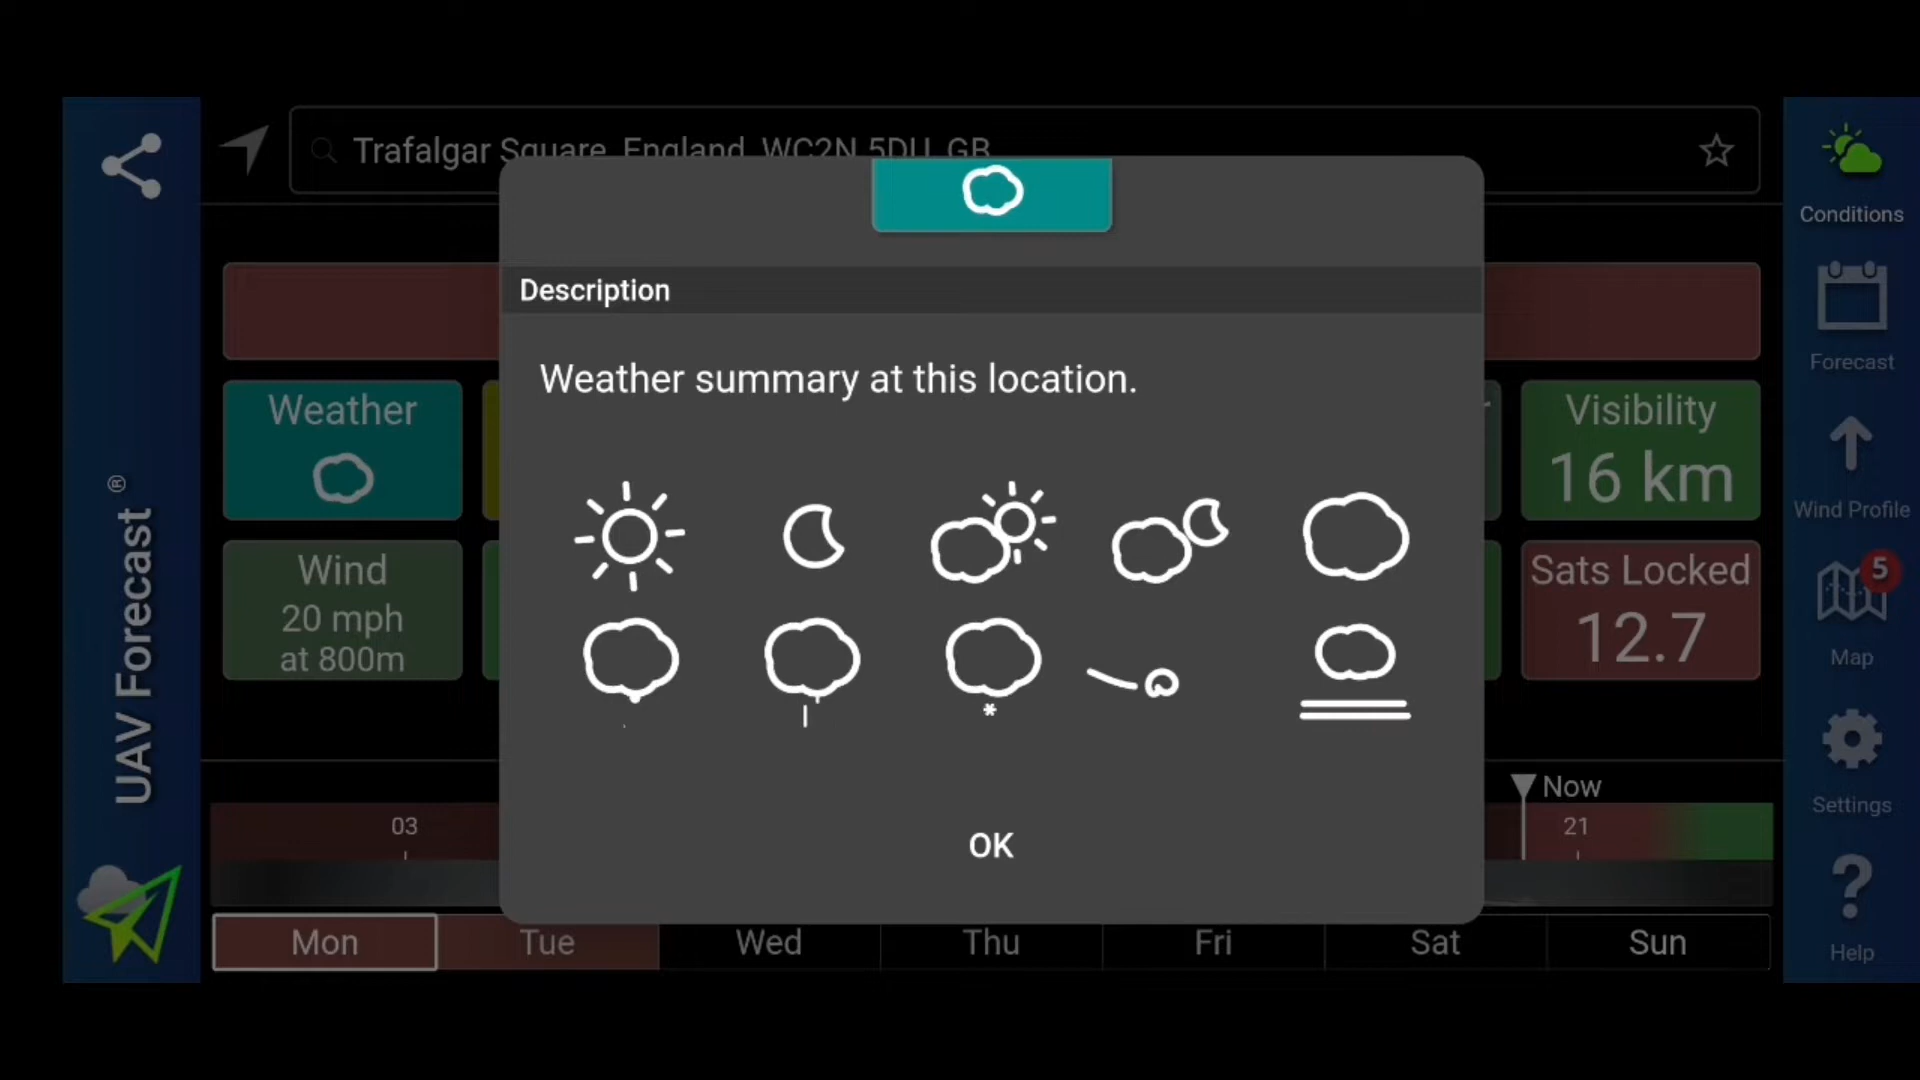 UAV Forecast®
Trafalgar Square, England, WC2N 5DU, GB
Description
Weather summary at this location.
OK
Weather
Visibility
16 km
Wind
20 mph
at 800m
Sats Locked
12.7
Now
03
21
Mon
Tue
Wed
Thu
Fri
Sat
Sun
Conditions
Forecast
Wind Profile
5
Map
Settings
? Help